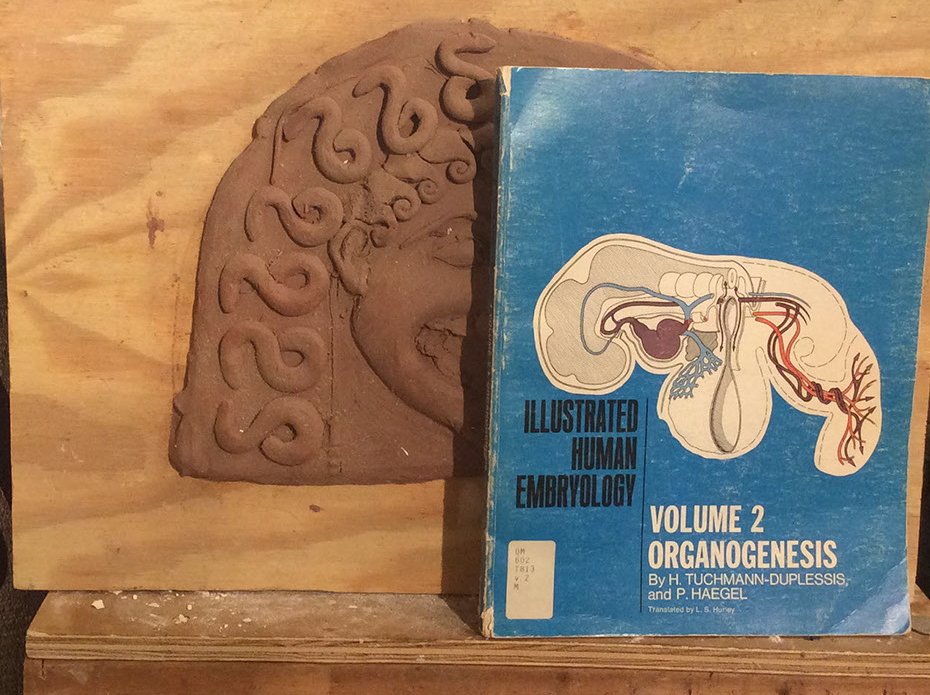 ILLUSTRATED
HUMAN
EMBRYOLOGY
VOLUME 2
ORGANOGENESIS
By H. TUCHMANN-DUPLESSIS,
and P. HAEGEL
Translated by L. S. Hurley
QM
602
T813
v.2
M